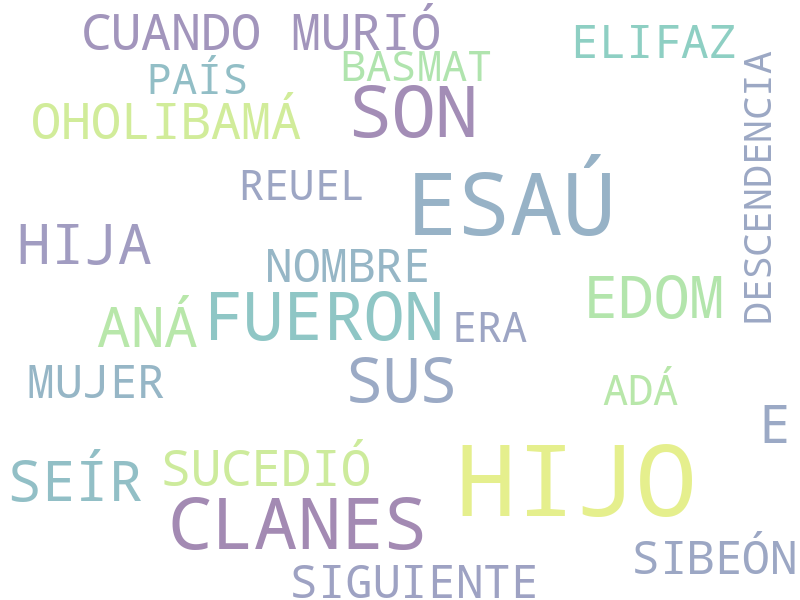 CUANDO MURIÓ
ELIFAZ
BASMAT
PAÍS
DESCENDENCIA
SON
OHOLIBAMÁ
REUEL
ESAÚ
HIJA
NOMBRE
EDOM
FUERON
ANÁ
ERA
MUJER
SUS
ADÁ
E
SEÍR
SUCEDIÓ
HIJO
CLANES
SIBEÓN
SIGUIENTE